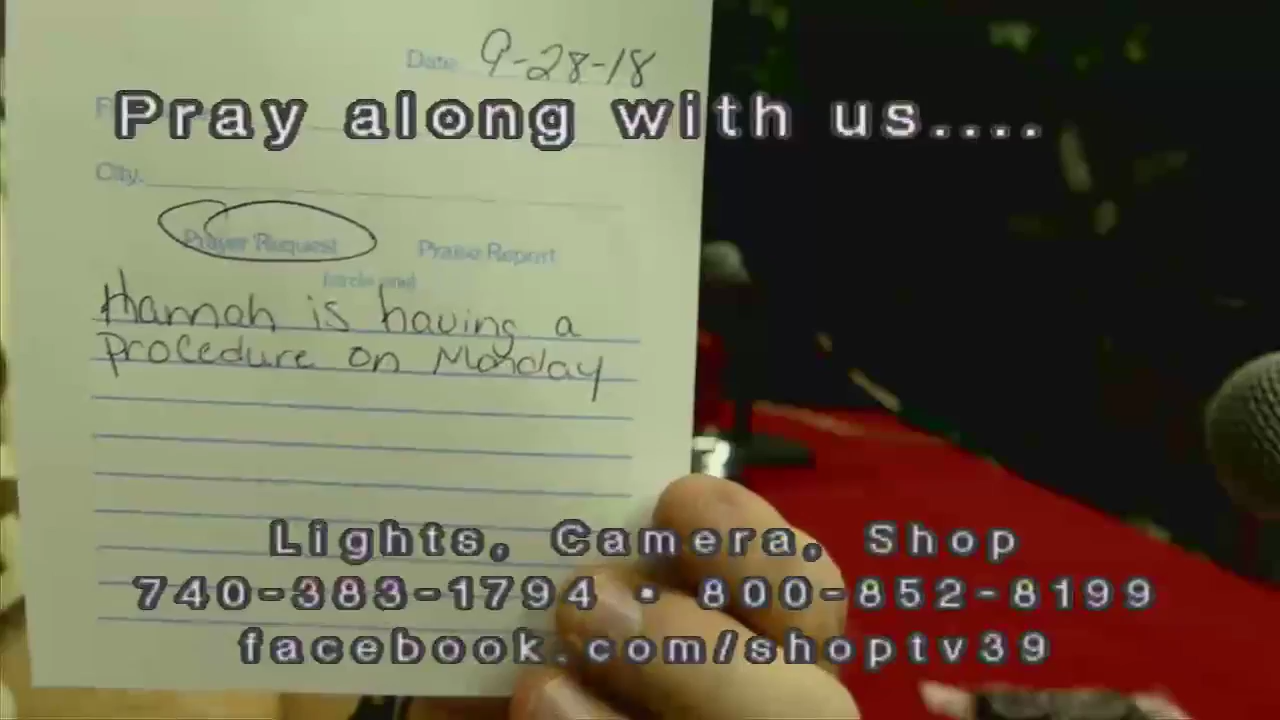 Date 9-28-18
Pray along with us....
City.
Prayer Request Praise Report
Hannah is having a
procedure on Monday
Lights, Camera, Shop
740-383-1794 • 800-852-8199
facebook.com/shoptv39